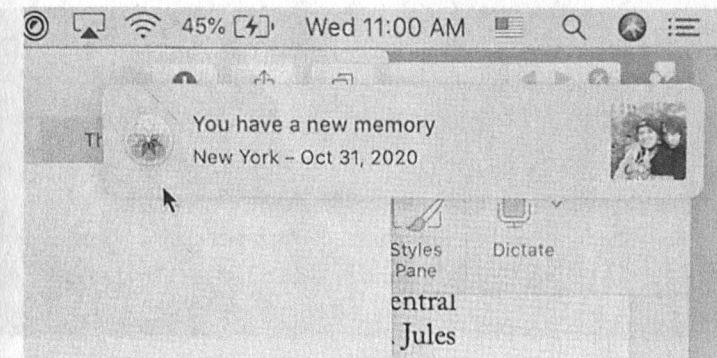 45% Wed 11:00 AM
Th
You have a new memory
New York – Oct 31, 2020
Styles
Pane
Dictate
entral
. Jules